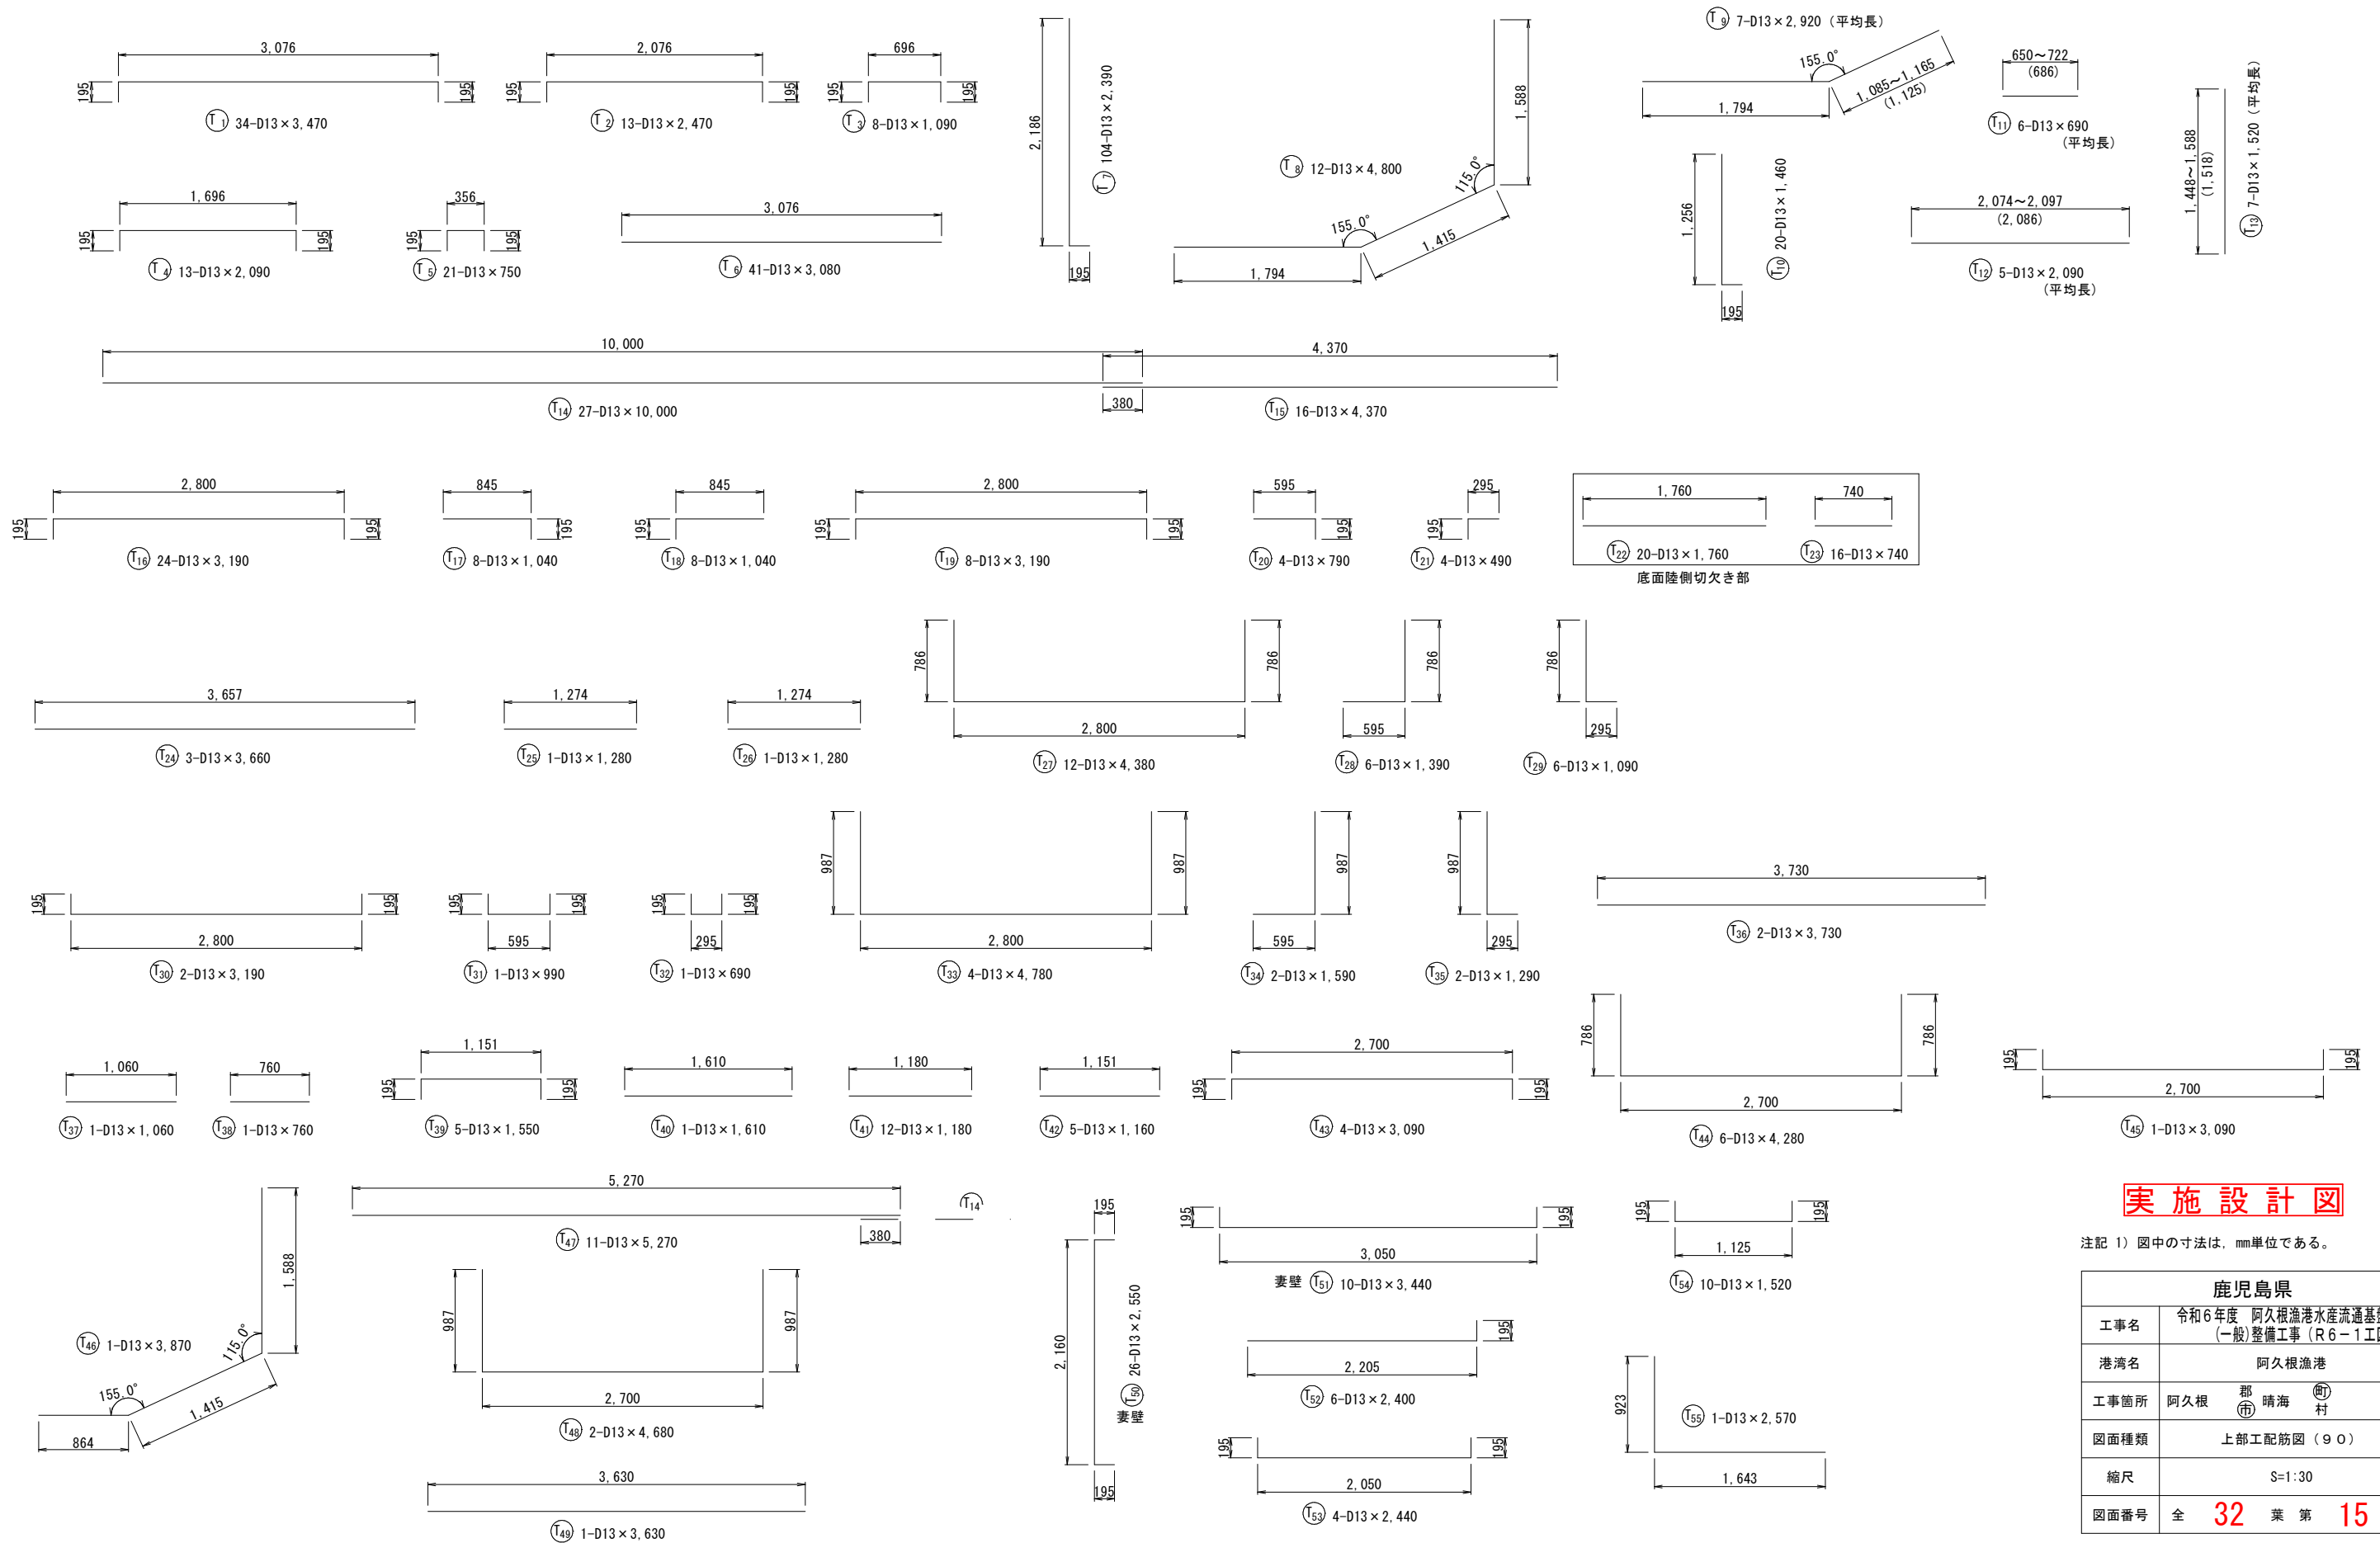 3,076
195
195
T1 34-D13×3,470
2,076
195
195
T2 13-D13×2,470
696
195
195
T3 8-D13×1,090
1,696
195
195
T4 13-D13×2,090
356
195
195
T5 21-D13×750
3,076
T6 41-D13×3,080
2,186
195
T7 104-D13×2,390
1,588
115.0°
155.0°
1,415
1,794
T8 12-D13×4,800
T9 7-D13×2,920 (平均長)
155.0°
1,085～1,165
(1,125)
1,794
1,256
195
T10 20-D13×1,460
650～722
(686)
T11 6-D13×690
(平均長)
2,074～2,097
(2,086)
T12 5-D13×2,090
(平均長)
1,448～1,588
(1,518)
T13 7-D13×1,520 (平均長)
10,000
4,370
380
T14 27-D13×10,000
T15 16-D13×4,370
2,800
195
195
T16 24-D13×3,190
845
195
T17 8-D13×1,040
845
195
T18 8-D13×1,040
2,800
195
195
T19 8-D13×3,190
595
195
T20 4-D13×790
295
195
T21 4-D13×490
1,760
T22 20-D13×1,760
740
T23 16-D13×740
底面陸側切欠き部
3,657
T24 3-D13×3,660
1,274
T25 1-D13×1,280
1,274
T26 1-D13×1,280
786
786
2,800
T27 12-D13×4,380
786
595
T28 6-D13×1,390
786
295
T29 6-D13×1,090
195
195
2,800
T30 2-D13×3,190
195
195
595
T31 1-D13×990
195
195
295
T32 1-D13×690
987
987
2,800
T33 4-D13×4,780
987
595
T34 2-D13×1,590
987
295
T35 2-D13×1,290
3,730
T36 2-D13×3,730
1,060
T37 1-D13×1,060
760
T38 1-D13×760
1,151
195
195
T39 5-D13×1,550
1,610
T40 1-D13×1,610
1,180
T41 12-D13×1,180
1,151
T42 5-D13×1,160
2,700
195
195
T43 4-D13×3,090
786
786
2,700
T44 6-D13×4,280
195
195
2,700
T45 1-D13×3,090
1,588
T46 1-D13×3,870
115.0°
155.0°
1,415
864
5,270
T14
T47 11-D13×5,270
380
987
987
2,700
T48 2-D13×4,680
3,630
T49 1-D13×3,630
195
2,160
195
T50 26-D13×2,550
妻壁
195
195
3,050
妻壁 T51 10-D13×3,440
195
2,205
T52 6-D13×2,400
195
195
2,050
T53 4-D13×2,440
195
195
1,125
T54 10-D13×1,520
923
T55 1-D13×2,570
1,643
実施設計図
注記 1) 図中の寸法は, mm単位である。
鹿児島県
工事名 令和6年度 阿久根漁港水産流通基
(一般)整備工事(R6-1工
港湾名 阿久根漁港
工事箇所 阿久根 郡 市 晴海 町 村
図面種類 上部工配筋図(90)
縮尺 S=1:30
図面番号 全 32 葉 第 15